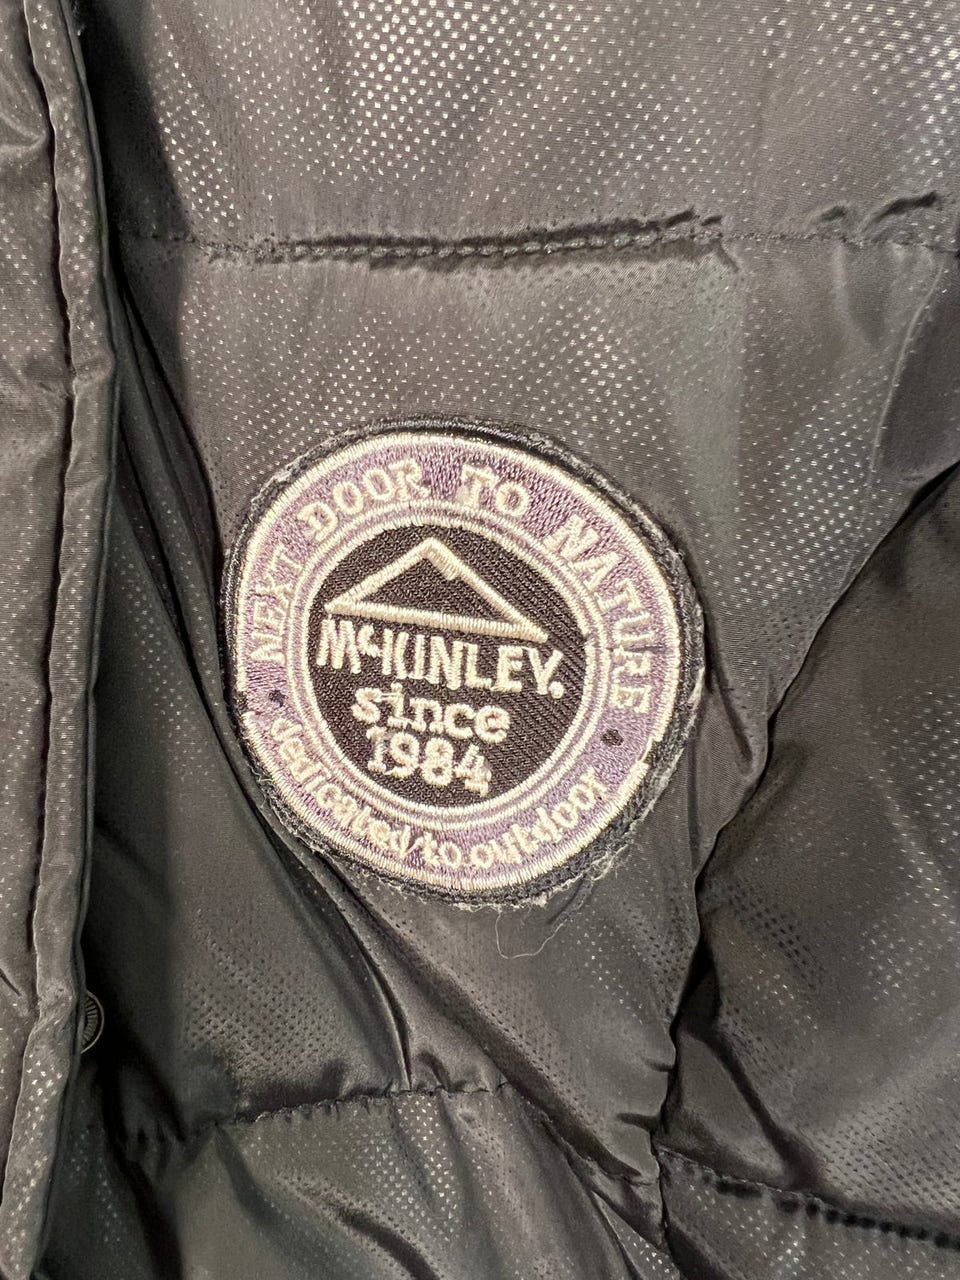 NEXT DOOR TO NATURE
McKINLEY.
since
1984
dedicated to outdoor